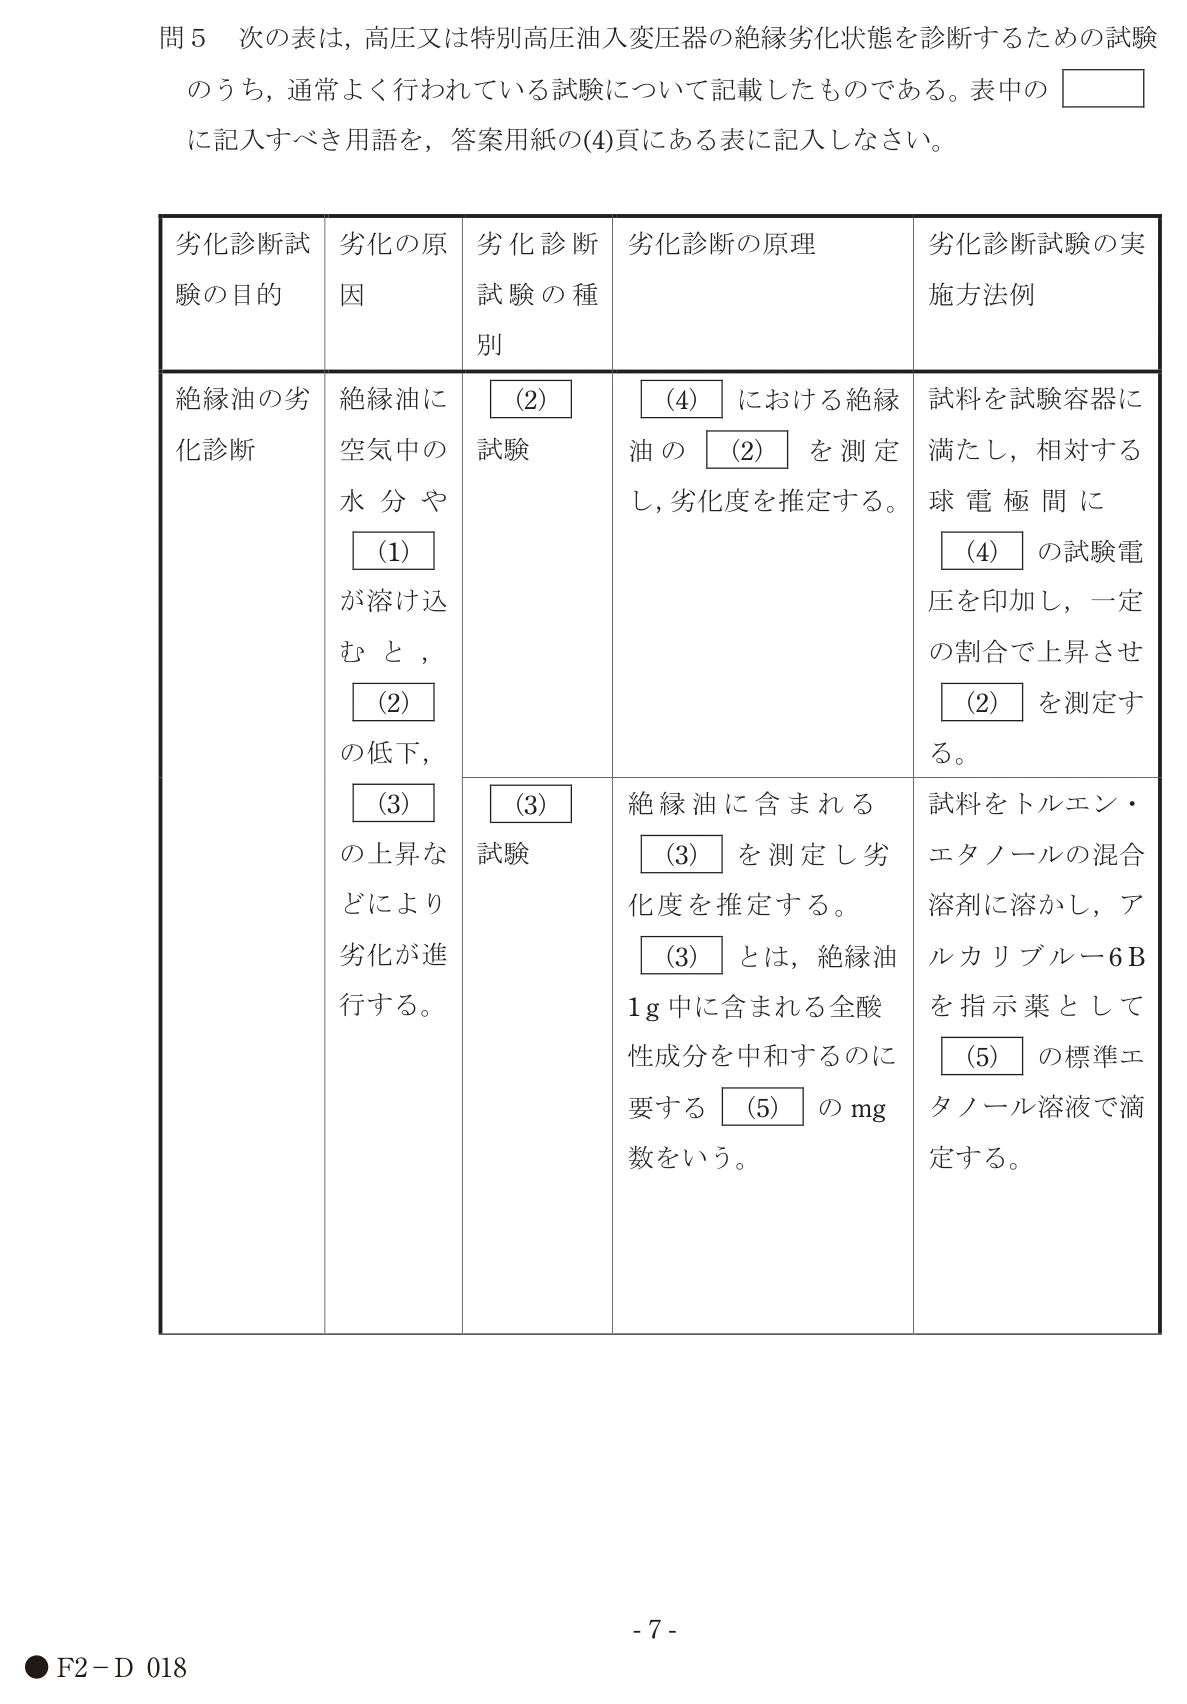 問5 次の表は，高圧又は特別高圧油入変圧器の絶縁劣化状態を診断するための試験
のうち，通常よく行われている試験について記載したものである。表中の
に記入すべき用語を，答案用紙の(4)頁にある表に記入しなさい。
劣化診断試
験の目的
劣化の原
因
劣化診断
試験の種
別
劣化診断の原理
劣化診断試験の実
施方法例
絶縁油の劣
化診断
絶縁油に
空気中の
水分や
(1)
が溶け込
むと，
(2)
の低下，
(3)
の上昇な
どにより
劣化が進
行する。
(2)
試験
(4) における絶縁
油の (2) を測定
し，劣化度を推定する。
試料を試験容器に
満たし，相対する
球電極間に
(4) の試験電
圧を印加し，一定
の割合で上昇させ
(2) を測定す
る。
(3)
試験
絶縁油に含まれる
(3) を測定し劣
化度を推定する。
(3) とは，絶縁油
1g中に含まれる全酸
性成分を中和するのに
要する (5) のmg
数をいう。
試料をトルエン・
エタノールの混合
溶剤に溶かし，ア
ルカリブルー6B
を指示薬として
(5) の標準エ
タノール溶液で滴
定する。
- 7 -
●F2－D 018